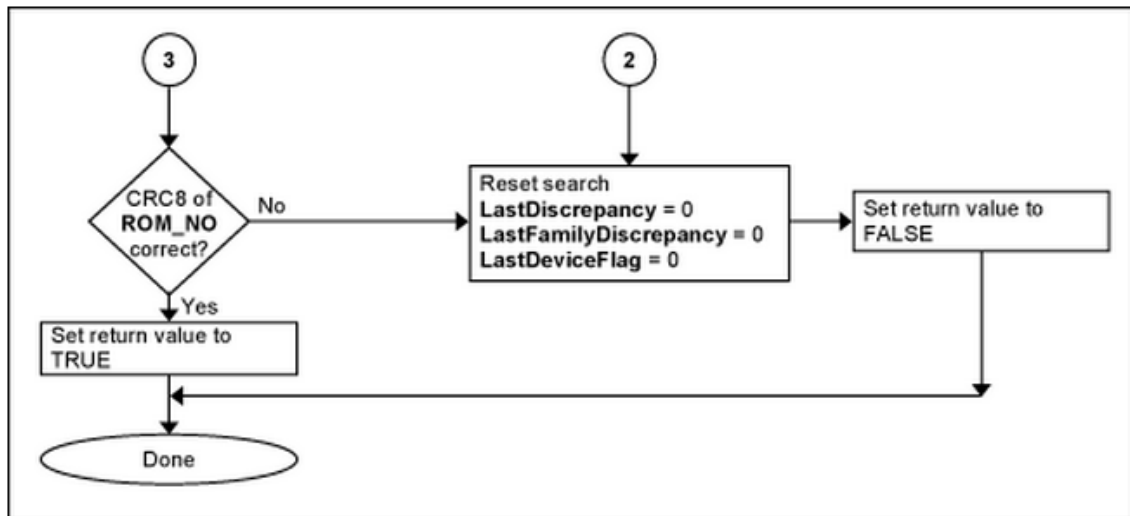 3
2
CRC8 of
ROM_NO
correct?
No
Reset search
LastDiscrepancy = 0
LastFamilyDiscrepancy = 0
LastDeviceFlag = 0
Set return value to
FALSE
Yes
Set return value to
TRUE
Done